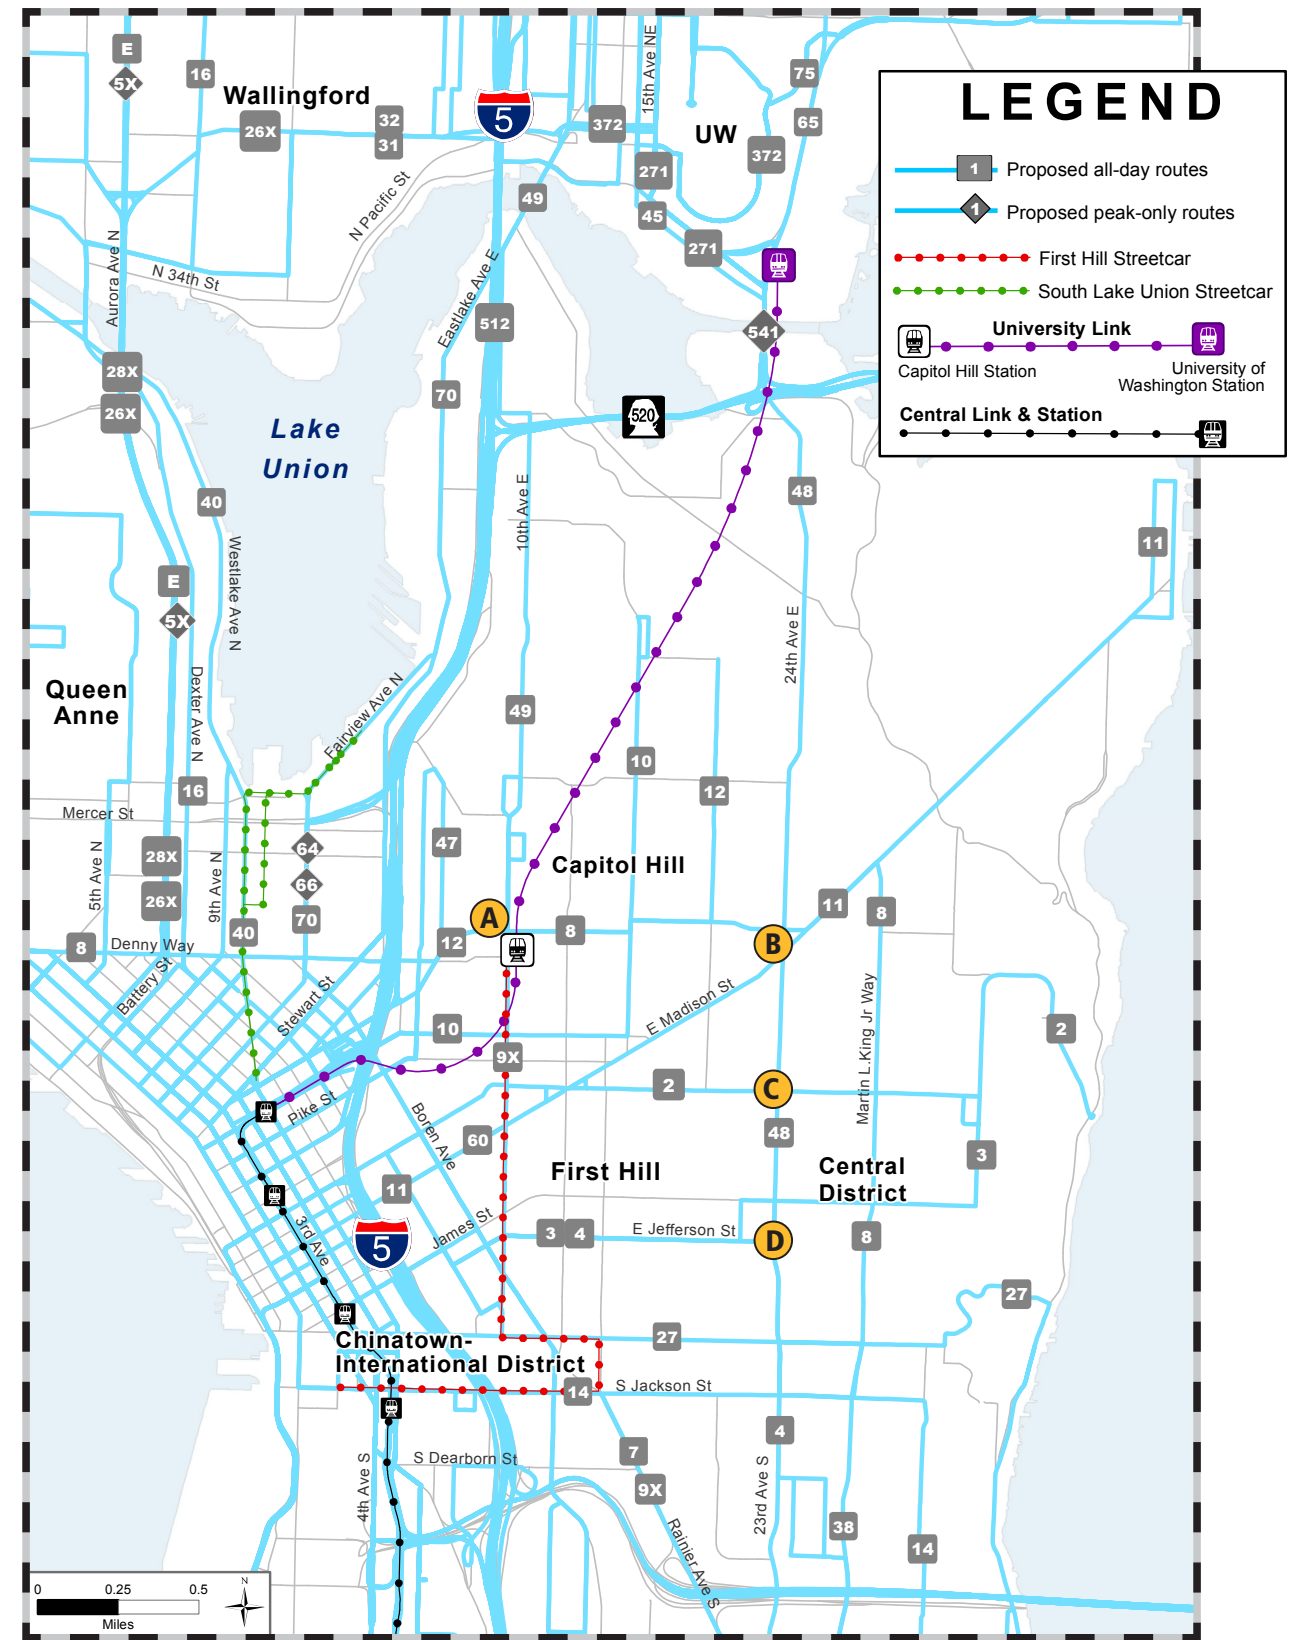 E
5X
16
Wallingford
26X
32
31
5
372
15th Ave NE
UW
75
65
372
271
45
271
49
N Pacific St
N 34th St
Aurora Ave N
Eastlake Ave E
512
541
520
28X
26X
70
Lake
Union
40
Westlake Ave N
10th Ave E
48
24th Ave E
11
E
5X
Queen
Anne
Dexter Ave N
Fairview Ave N
49
10
12
16
Mercer St
5th Ave N
9th Ave N
28X
26X
64
66
70
47
Capitol Hill
A
8
12
B
11
8
40
8
Denny Way
Battery St
Stewart St
10
9X
E Madison St
Martin L.King Jr Way
2
2
C
48
Pike St
Boren Ave
60
First Hill
Central
District
3
11
3rd Ave
5
James St
3
4
E Jefferson St
D
8
27
27
Chinatown-
International District
14
S Jackson St
4
7
9X
S Dearborn St
4th Ave S
23rd Ave S
Rainier Ave S
38
14
LEGEND
1 Proposed all-day routes
1 Proposed peak-only routes
First Hill Streetcar
South Lake Union Streetcar
University Link
Capitol Hill Station
University of
Washington Station
Central Link & Station
0 0.25 0.5
Miles
N